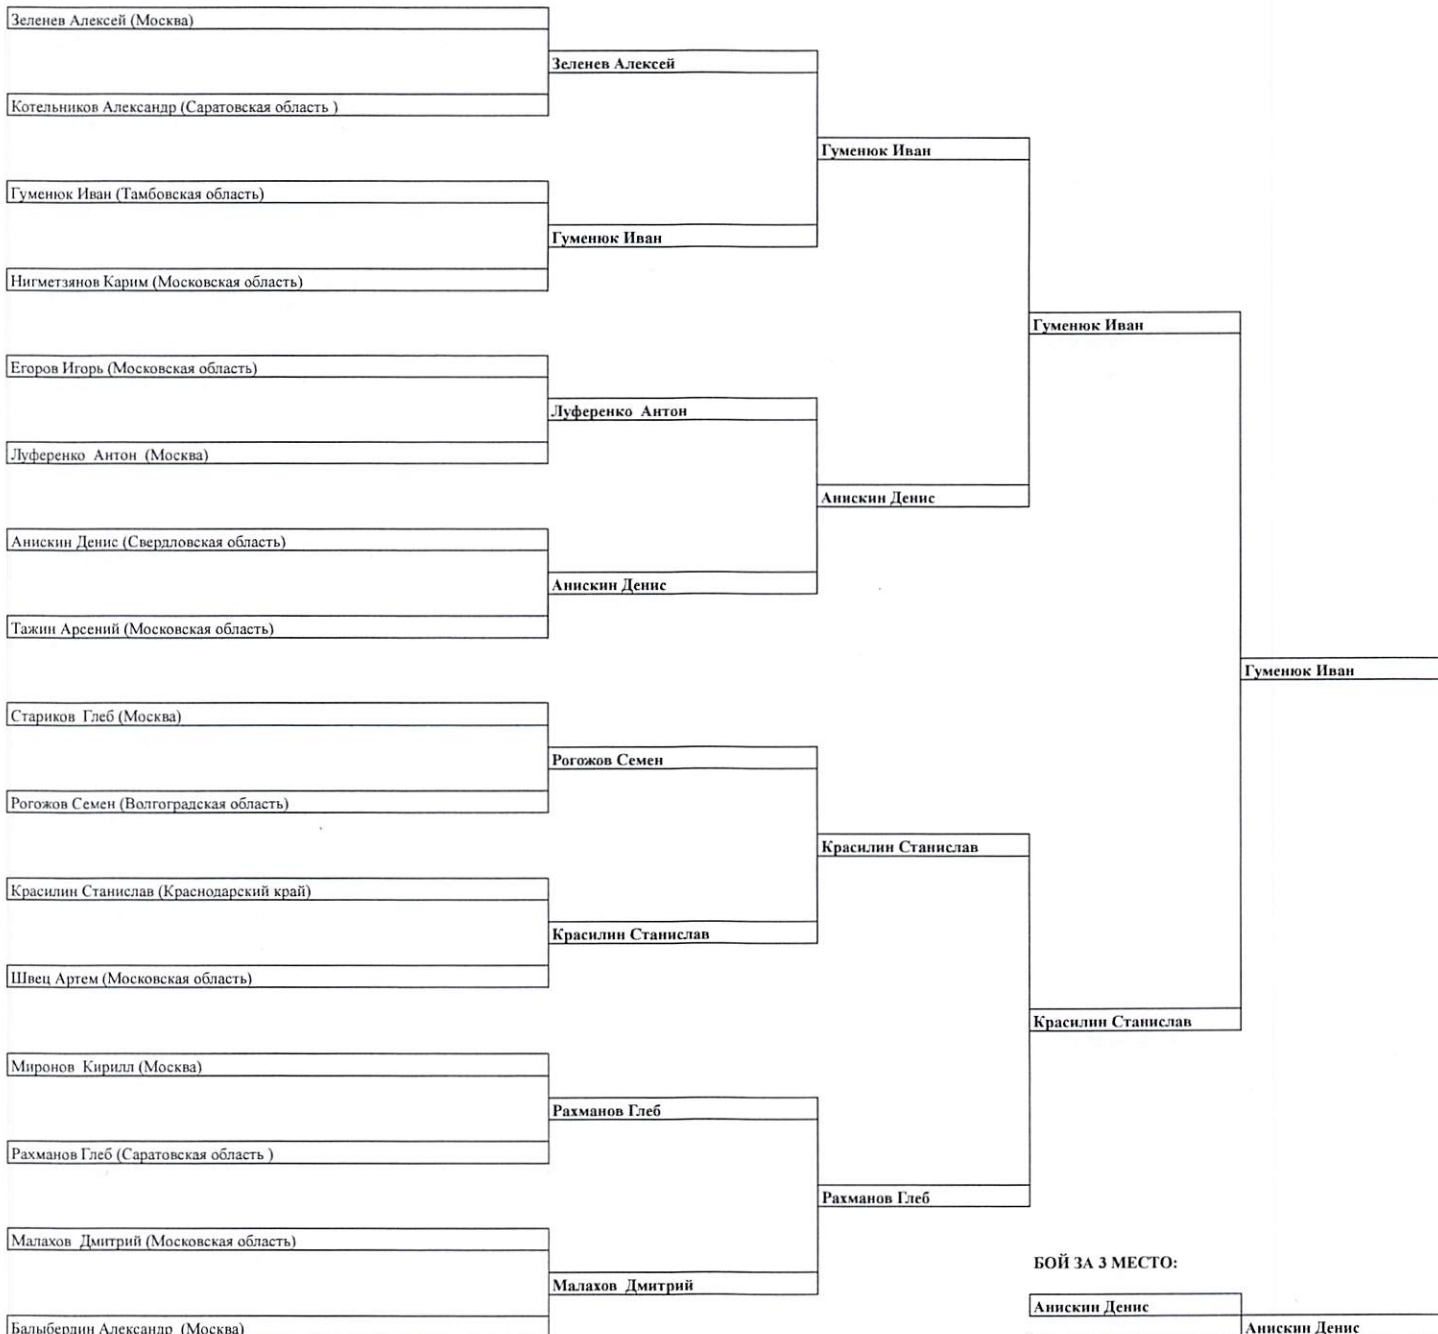 Зеленев Алексей (Москва)
Зеленев Алексей
Котельников Александр (Саратовская область )
Гуменюк Иван
Гуменюк Иван (Тамбовская область)
Гуменюк Иван
Нигметзянов Карим (Московская область)
Гуменюк Иван
Егоров Игорь (Московская область)
Луференко Антон
Луференко Антон (Москва)
Анискин Денис
Анискин Денис (Свердловская область)
Анискин Денис
Тажин Арсений (Московская область)
Гуменюк Иван
Стариков Глеб (Москва)
Рогожов Семен
Рогожов Семен (Волгоградская область)
Красилин Станислав
Красилин Станислав (Краснодарский край)
Красилин Станислав
Швец Артем (Московская область)
Красилин Станислав
Миронов Кирилл (Москва)
Рахманов Глеб
Рахманов Глеб (Саратовская область )
Рахманов Глеб
Малахов Дмитрий (Московская область)
БОЙ ЗА 3 МЕСТО:
Малахов Дмитрий
Анискин Денис
Балыбердин Александр (Москва)
Анискин Денис